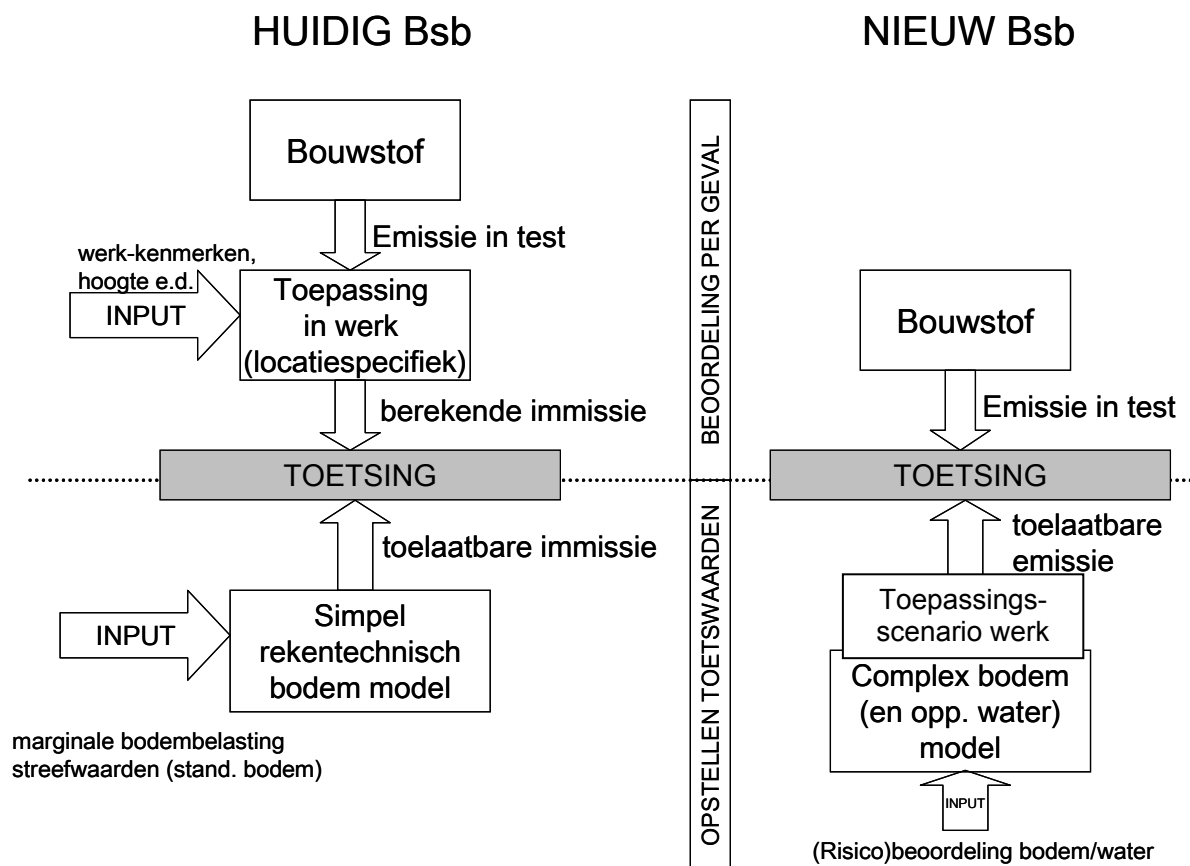 HUIDIG Bsb
NIEUW Bsb
Bouwstof
Emissie in test
werk-kenmerken,
hoogte e.d.
INPUT
Toepassing
in werk
(locatiespecifiek)
berekende immissie
TOETSING
toelaatbare immissie
INPUT
Simpel
rekentechnisch
bodem model
marginale bodembelasting
streefwaarden (stand. bodem)
BEOORDELING PER GEVAL
OPSTELLEN TOETSWAARDEN
Bouwstof
Emissie in test
TOETSING
toelaatbare
emissie
Toepassings-
scenario werk
Complex bodem
(en opp. water)
model
INPUT
(Risico)beoordeling bodem/water